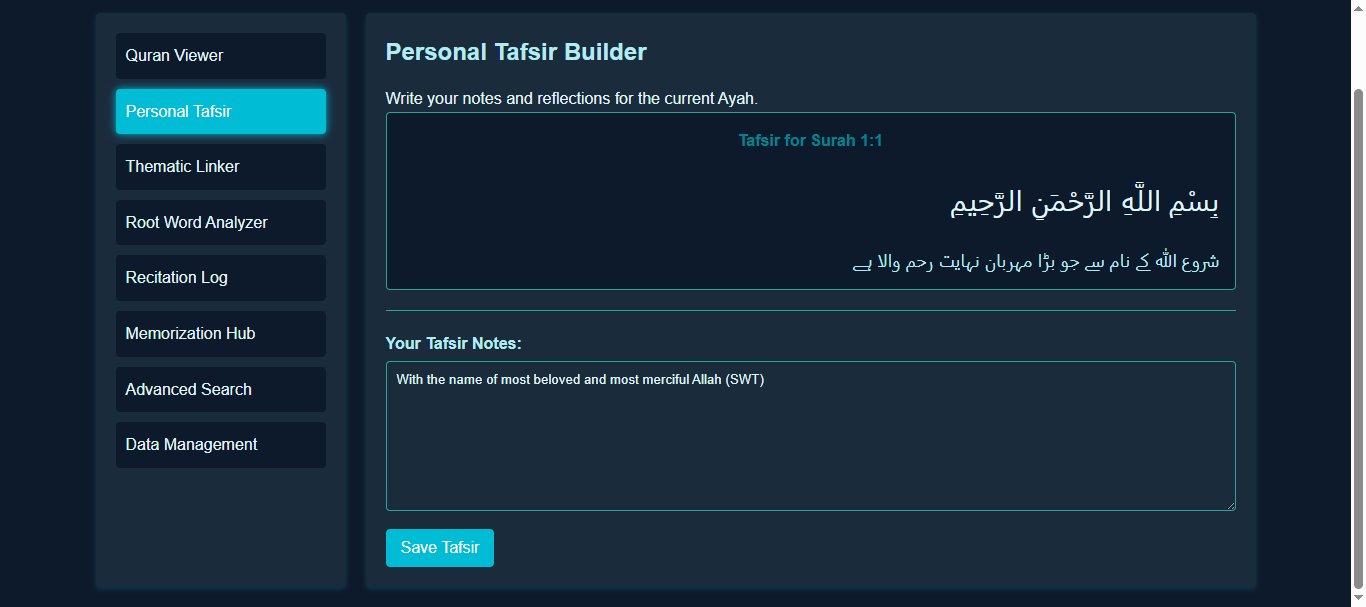 Quran Viewer
Personal Tafsir
Thematic Linker
Root Word Analyzer
Recitation Log
Memorization Hub
Advanced Search
Data Management
Personal Tafsir Builder
Write your notes and reflections for the current Ayah.
Tafsir for Surah 1:1
بِسْمِ اللَّهِ الرَّحْمَنِ الرَّحِيمِ
شروع الله کے نام سے جو بڑا مہربان نہایت رحم والا ہے
Your Tafsir Notes:
With the name of most beloved and most merciful Allah (SWT)
Save Tafsir